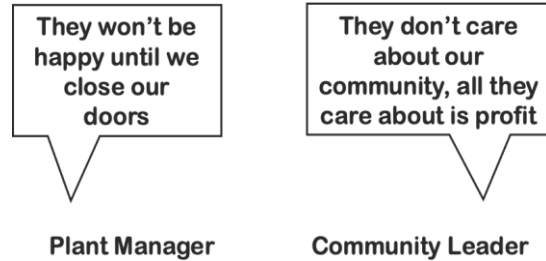 They won’t be
happy until we
close our
doors
They don’t care
about our
community, all they
care about is profit
Plant Manager
Community Leader